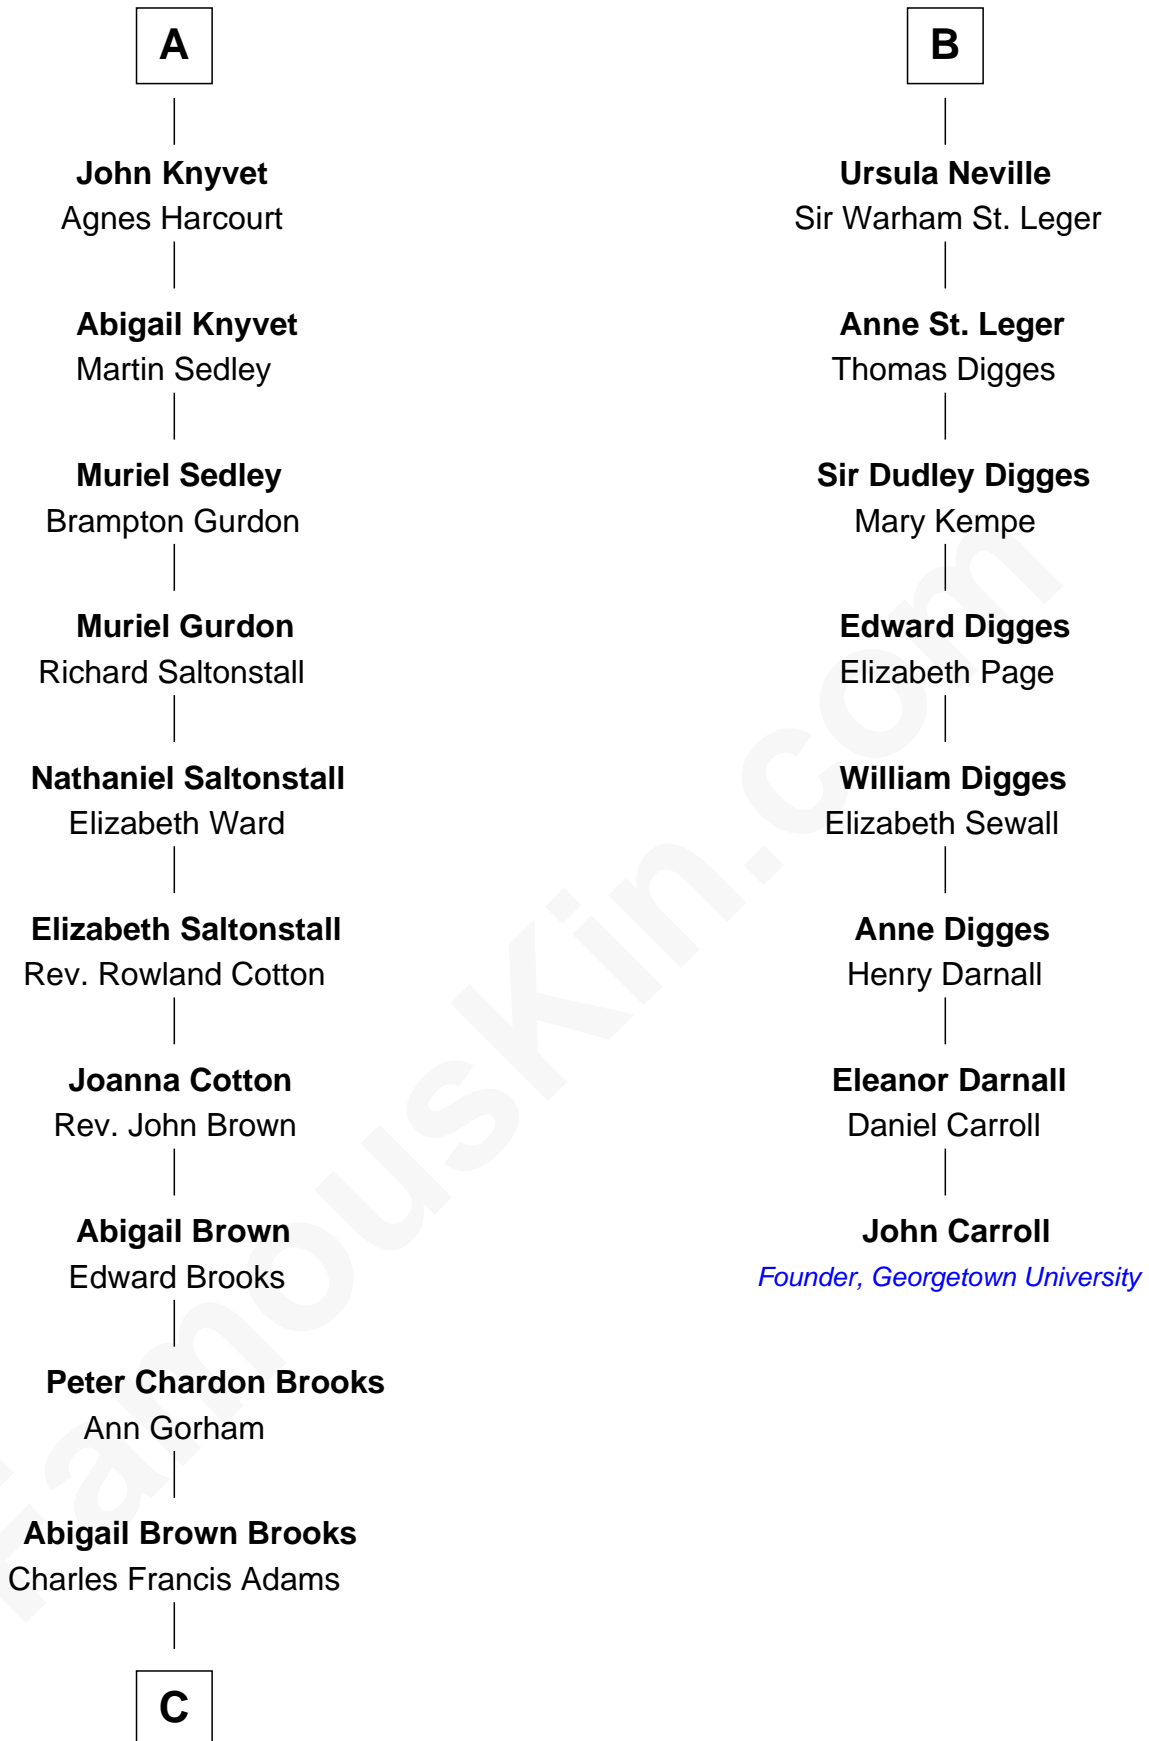 A
John Knyvet
Agnes Harcourt
Abigail Knyvet
Martin Sedley
Muriel Sedley
Brampton Gurdon
Muriel Gurdon
Richard Saltonstall
Nathaniel Saltonstall
Elizabeth Ward
Elizabeth Saltonstall
Rev. Rowland Cotton
Joanna Cotton
Rev. John Brown
Abigail Brown
Edward Brooks
Peter Chardon Brooks
Ann Gorham
Abigail Brown Brooks
Charles Francis Adams
C
B
Ursula Neville
Sir Warham St. Leger
Anne St. Leger
Thomas Digges
Sir Dudley Digges
Mary Kempe
Edward Digges
Elizabeth Page
William Digges
Elizabeth Sewall
Anne Digges
Henry Darnall
Eleanor Darnall
Daniel Carroll
John Carroll
Founder, Georgetown University
FamousKin.com